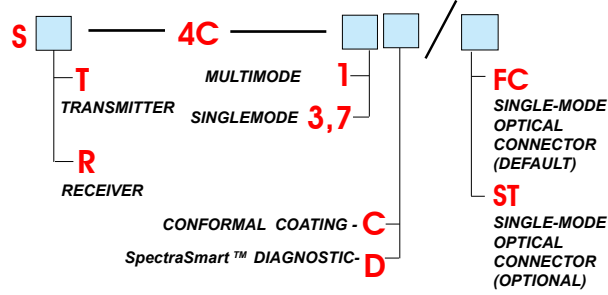 S 4C /
T
TRANSMITTER
R
RECEIVER
MULTIMODE 1
SINGLEMODE 3,7
CONFORMAL COATING - C
SpectraSmart ™ DIAGNOSTIC- D
FC
SINGLE-MODE
OPTICAL
CONNECTOR
(DEFAULT)
ST
SINGLE-MODE
OPTICAL
CONNECTOR
(OPTIONAL)